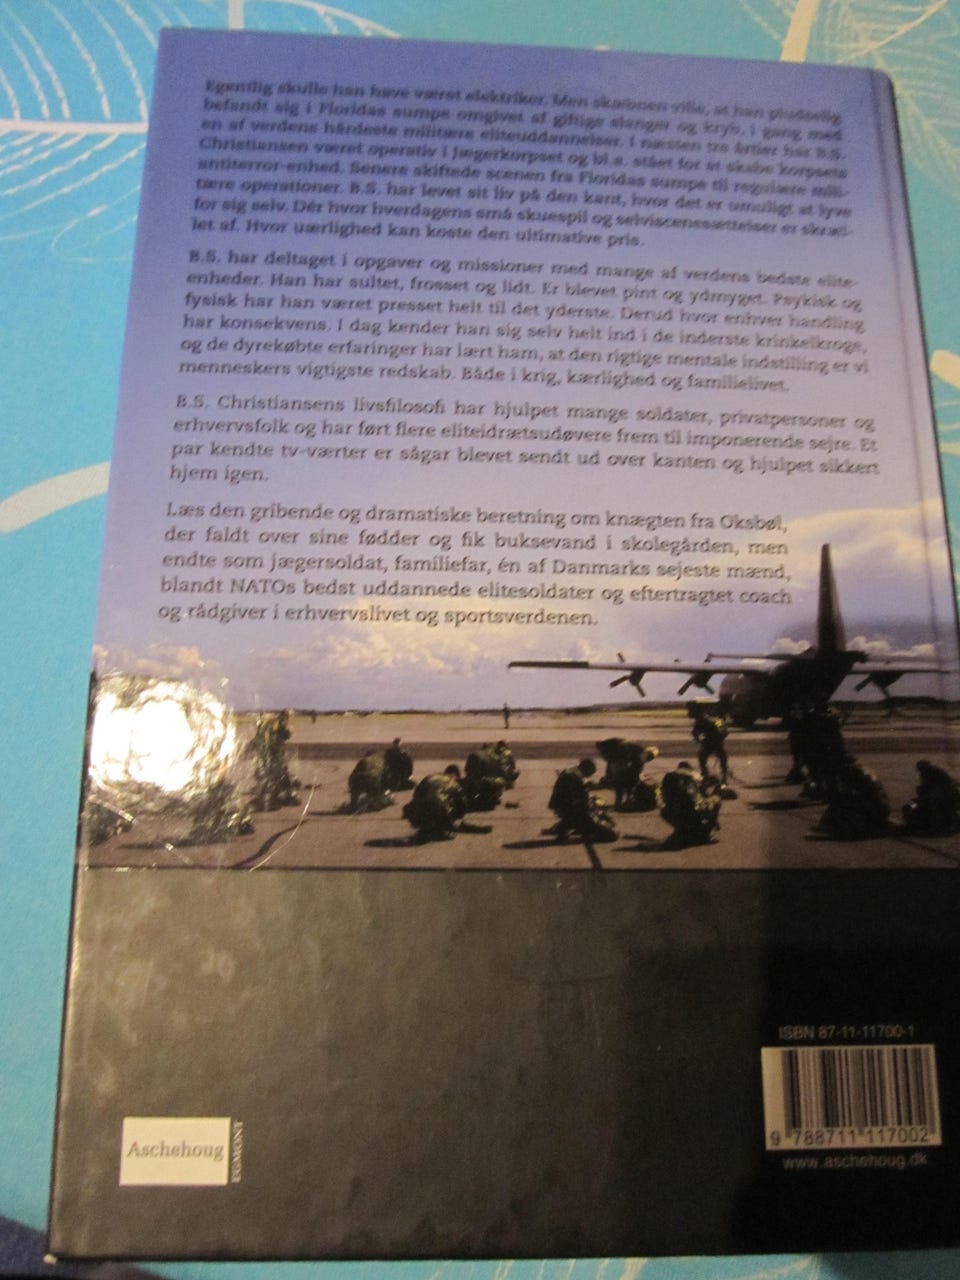 Egentlig skulle han have været elektriker. Men skæbnen ville, at han pludselig
befandt sig i Floridas sumpe omgivet af giftige slanger og kryb, i gang med
en af verdens hårdeste militære eliteuddannelser. I næsten tre årtier har B.S.
Christiansen været operativ i Jægerkorpset og bl.a. stået for at skabe korpsets
antiterror-enhed. Senere skiftede scenen fra Floridas sumpe til regulære mili-
tære operationer. B.S. har levet sit liv på den kant, hvor det er umuligt at lyve
for sig selv. Dér hvor hverdagens små skuespil og selviscenesættelser er skræl-
let af. Hvor uærlighed kan koste den ultimative pris.
B.S. har deltaget i opgaver og missioner med mange af verdens bedste elite-
enheder. Han har sultet, frosset og lidt. Er blevet pint og ydmyget. Psykisk og
fysisk har han været presset helt til det yderste. Derud hvor enhver handling
har konsekvens. I dag kender han sig selv helt ind i de inderste krinkelkroge,
og de dyrekøbte erfaringer har lært ham, at den rigtige mentale indstilling er vi
menneskers vigtigste redskab. Både i krig, kærlighed og familielivet.
B.S. Christiansens livsfilosofi har hjulpet mange soldater, privatpersoner og
erhvervsfolk og har ført flere eliteidrætsudøvere frem til imponerende sejre. Et
par kendte tv-værter er sågar blevet sendt ud over kanten og hjulpet sikkert
hjem igen.
Læs den gribende og dramatiske beretning om knægten fra Oksbøl,
der faldt over sine fødder og fik buksevand i skolegården, men
endte som jægersoldat, familiefar, én af Danmarks sejeste mænd,
blandt NATOs bedst uddannede elitesoldater og eftertragtet coach
og rådgiver i erhvervslivet og sportsverdenen.
ISBN 87-11-11700-1
9 788711 117002
www.aschehoug.dk
Aschehoug
EGMONT